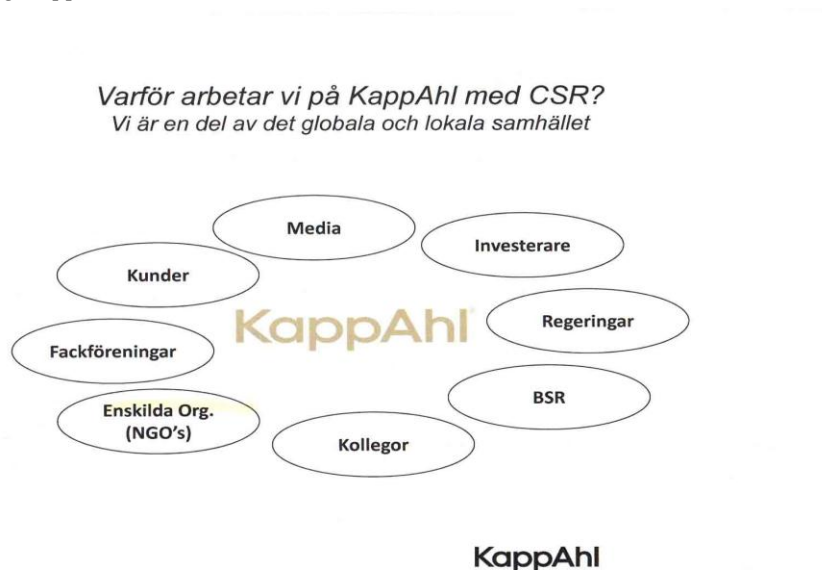 Varför arbetar vi på KappAhl med CSR?
Vi är en del av det globala och lokala samhället
Media
Investerare
Kunder
KappAhl
Regeringar
Fackföreningar
BSR
Enskilda Org.
(NGO's)
Kollegor
KappAhl